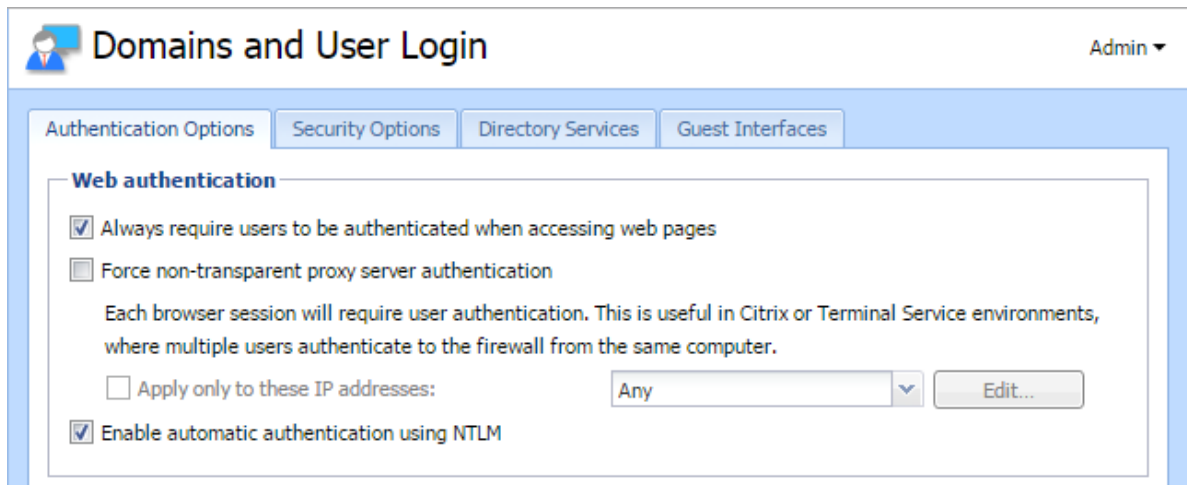 Domains and User Login
Admin
Authentication Options
Security Options
Directory Services
Guest Interfaces
Web authentication
Always require users to be authenticated when accessing web pages
Force non-transparent proxy server authentication
Each browser session will require user authentication. This is useful in Citrix or Terminal Service environments,
where multiple users authenticate to the firewall from the same computer.
Apply only to these IP addresses:
Any
Edit...
Enable automatic authentication using NTLM